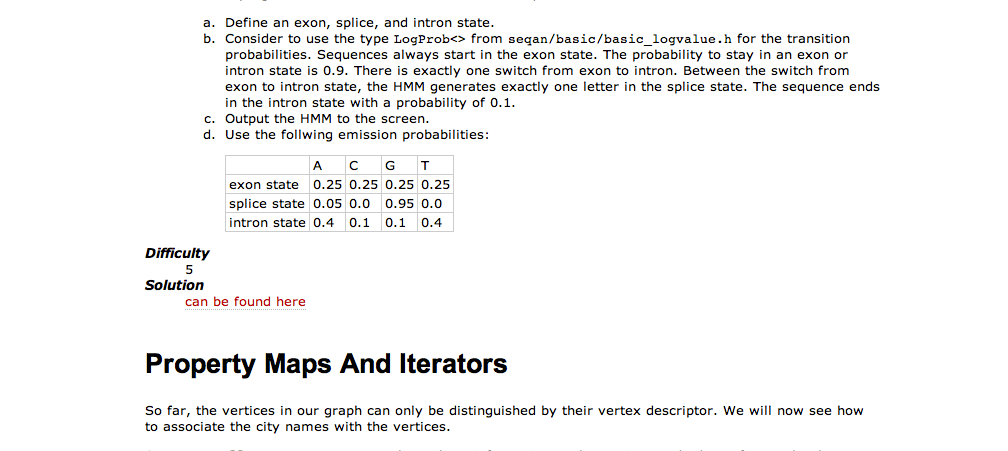 a. Define an exon, splice, and intron state.
b. Consider to use the type LogProb<> from seqan/basic/basic_logvalue.h for the transition
probabilities. Sequences always start in the exon state. The probability to stay in an exon or
intron state is 0.9. There is exactly one switch from exon to intron. Between the switch from
exon to intron state, the HMM generates exactly one letter in the splice state. The sequence ends
in the intron state with a probability of 0.1.
c. Output the HMM to the screen.
d. Use the follwing emission probabilities:
A C G T
exon state 0.25 0.25 0.25 0.25
splice state 0.05 0.0 0.95 0.0
intron state 0.4 0.1 0.1 0.4
Difficulty
5
Solution
can be found here
Property Maps And Iterators
So far, the vertices in our graph can only be distinguished by their vertex descriptor. We will now see how
to associate the city names with the vertices.